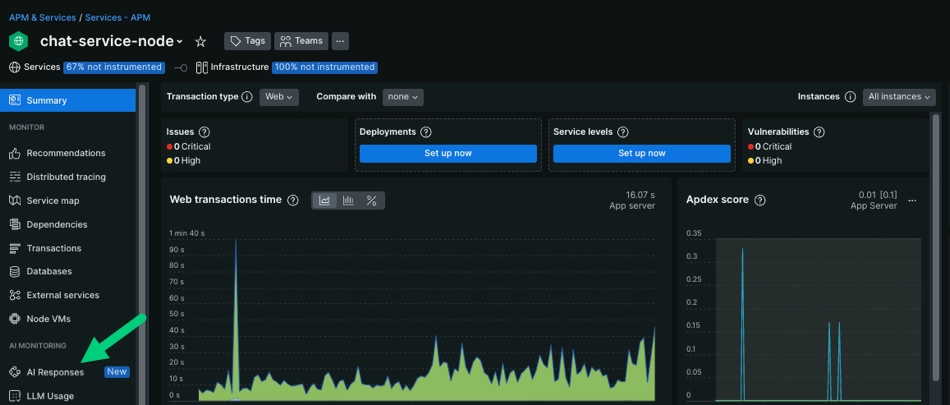 APM & Services / Services - APM
chat-service-node
Tags
Teams
Services 67% not instrumented
Infrastructure 100% not instrumented
Summary
MONITOR
Recommendations
Distributed tracing
Service map
Dependencies
Transactions
Databases
External services
Node VMs
AI MONITORING
AI Responses New
LLM Usage
Transaction type Web
Compare with none
Instances All instances
Issues
0 Critical
0 High
Deployments
Set up now
Service levels
Set up now
Vulnerabilities
0 Critical
0 High
Web transactions time
16.07 s
App server
1 min 40 s
90 s
80 s
70 s
60 s
50 s
40 s
30 s
20 s
10 s
0 s
Apdex score
0.01 [0.1]
App Server
0.35
0.3
0.25
0.2
0.15
0.1
0.05
0